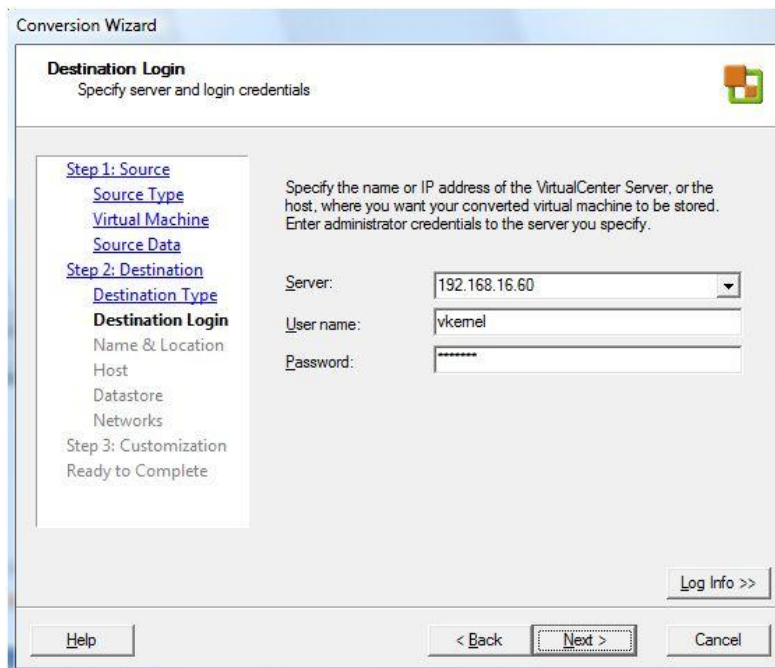 Conversion Wizard
Destination Login
Specify server and login credentials
Step 1: Source
Source Type
Virtual Machine
Source Data
Step 2: Destination
Destination Type
Destination Login
Name & Location
Host
Datastore
Networks
Step 3: Customization
Ready to Complete
Specify the name or IP address of the VirtualCenter Server, or the
host, where you want your converted virtual machine to be stored.
Enter administrator credentials to the server you specify.
Server: 192.168.16.60
User name: vkernel
Password: *******
Log Info >>
Help
< Back
Next >
Cancel